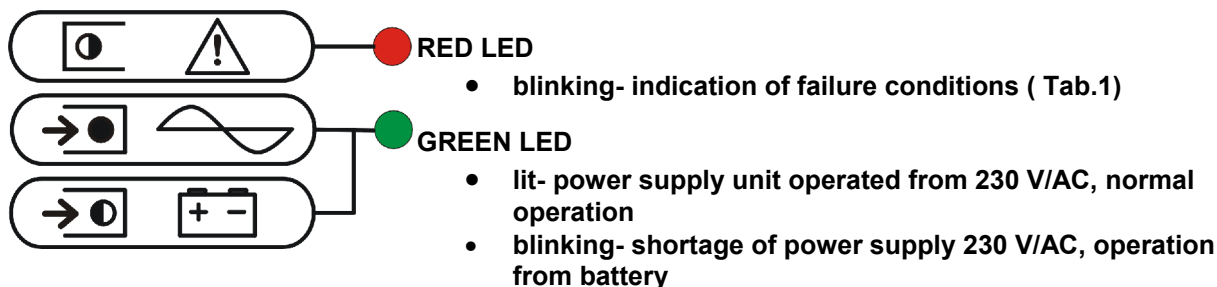 RED LED
• blinking- indication of failure conditions ( Tab.1)
GREEN LED
• lit- power supply unit operated from 230 V/AC, normal
operation
• blinking- shortage of power supply 230 V/AC, operation
from battery